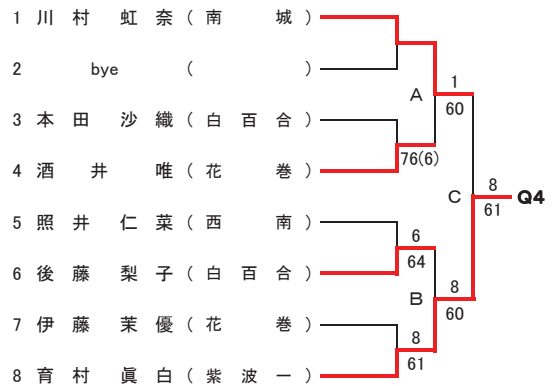 1 川 村 虹 奈 ( 南 城 )
2 bye ( )
3 本 田 沙 織 ( 白 百 合 )
4 酒 井 唯 ( 花 巻 )
5 照 井 仁 菜 ( 西 南 )
6 後 藤 梨 子 ( 白 百 合 )
7 伊 藤 茉 優 ( 花 巻 )
8 育 村 眞 白 ( 紫 波 一 )
A
1
60
76(6)
C
8
61
Q4
6
64
B
8
60
8
61